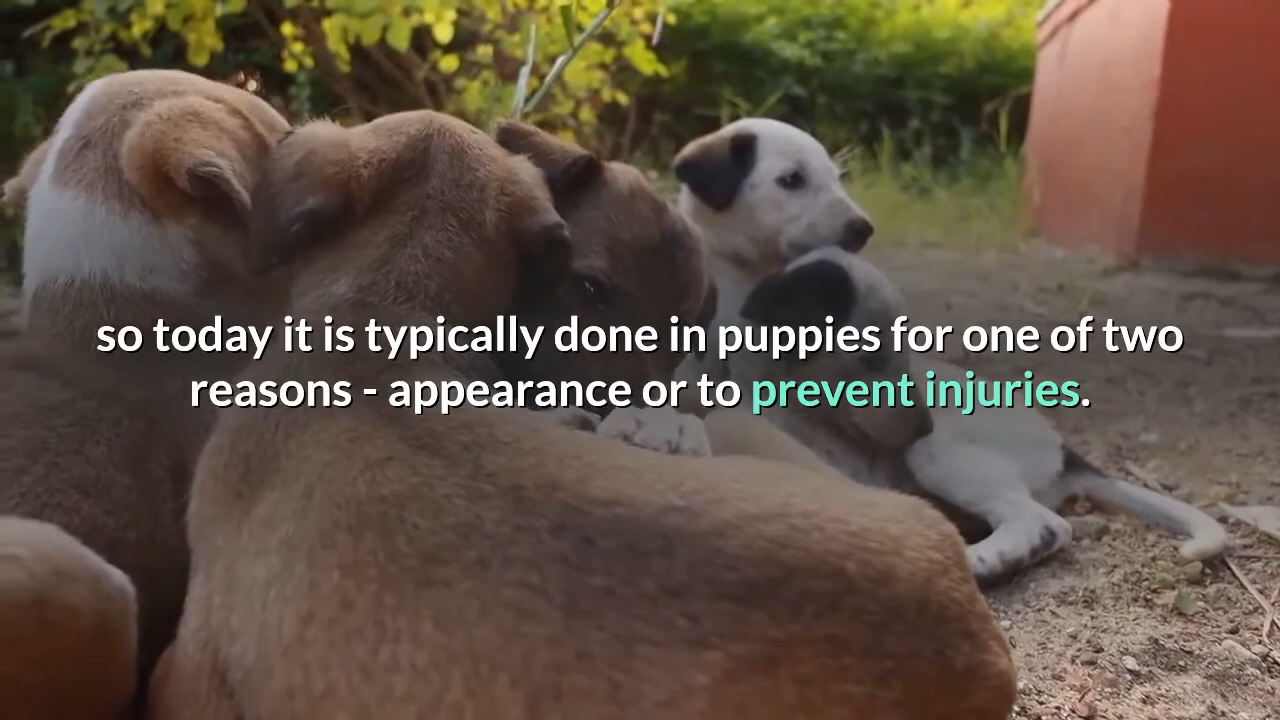 so today it is typically done in puppies for one of two
reasons - appearance or to prevent injuries.